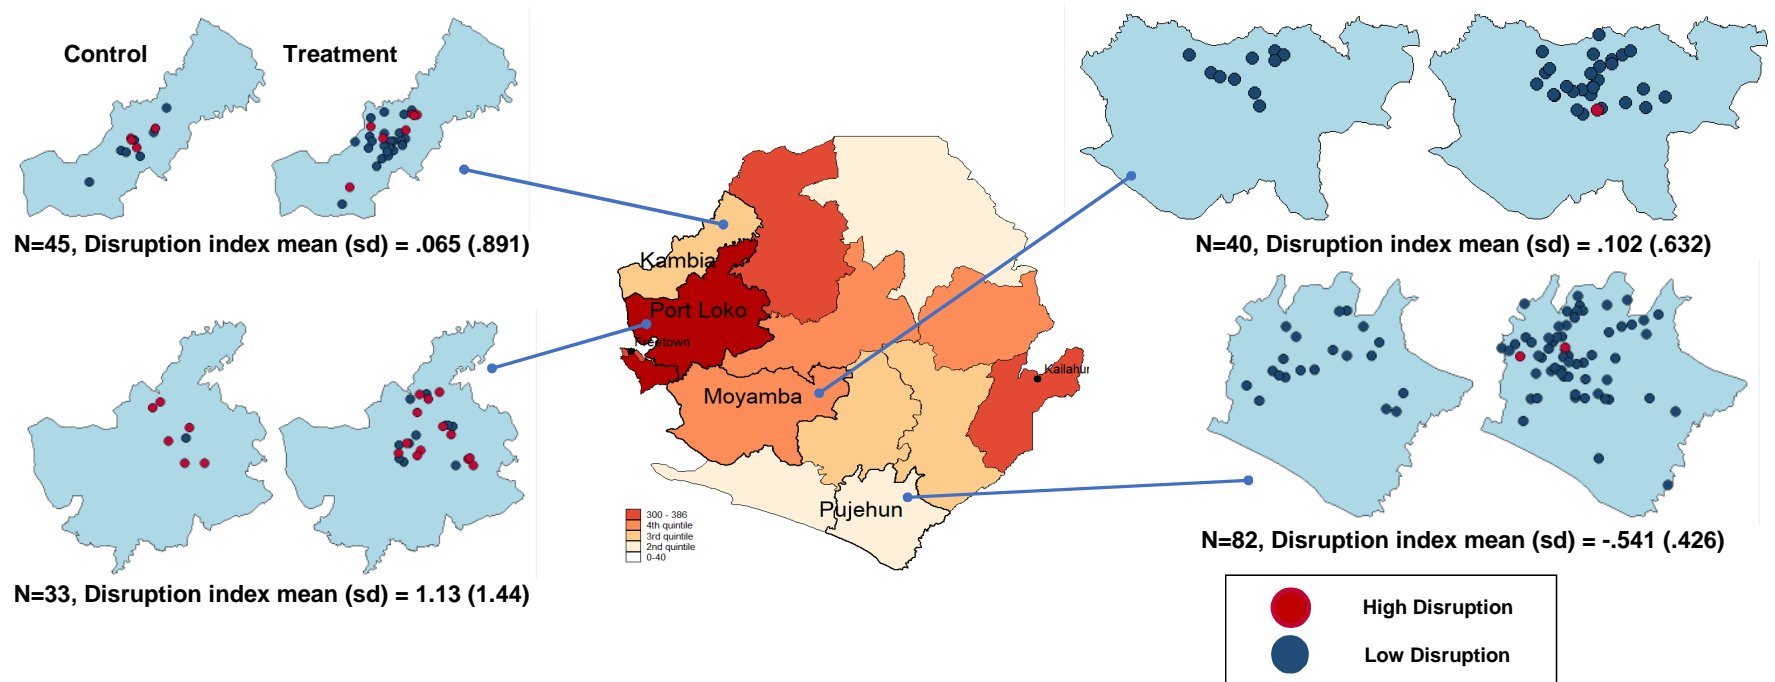 Control
Treatment
N=45, Disruption index mean (sd) = .065 (.891)
N=40, Disruption index mean (sd) = .102 (.632)
Kambia
Port Loko
Freetown
Kailahun
Moyamba
Pujehun
300 - 386
4th quintile
3rd quintile
2nd quintile
0-40
N=33, Disruption index mean (sd) = 1.13 (1.44)
N=82, Disruption index mean (sd) = -.541 (.426)
High Disruption
Low Disruption